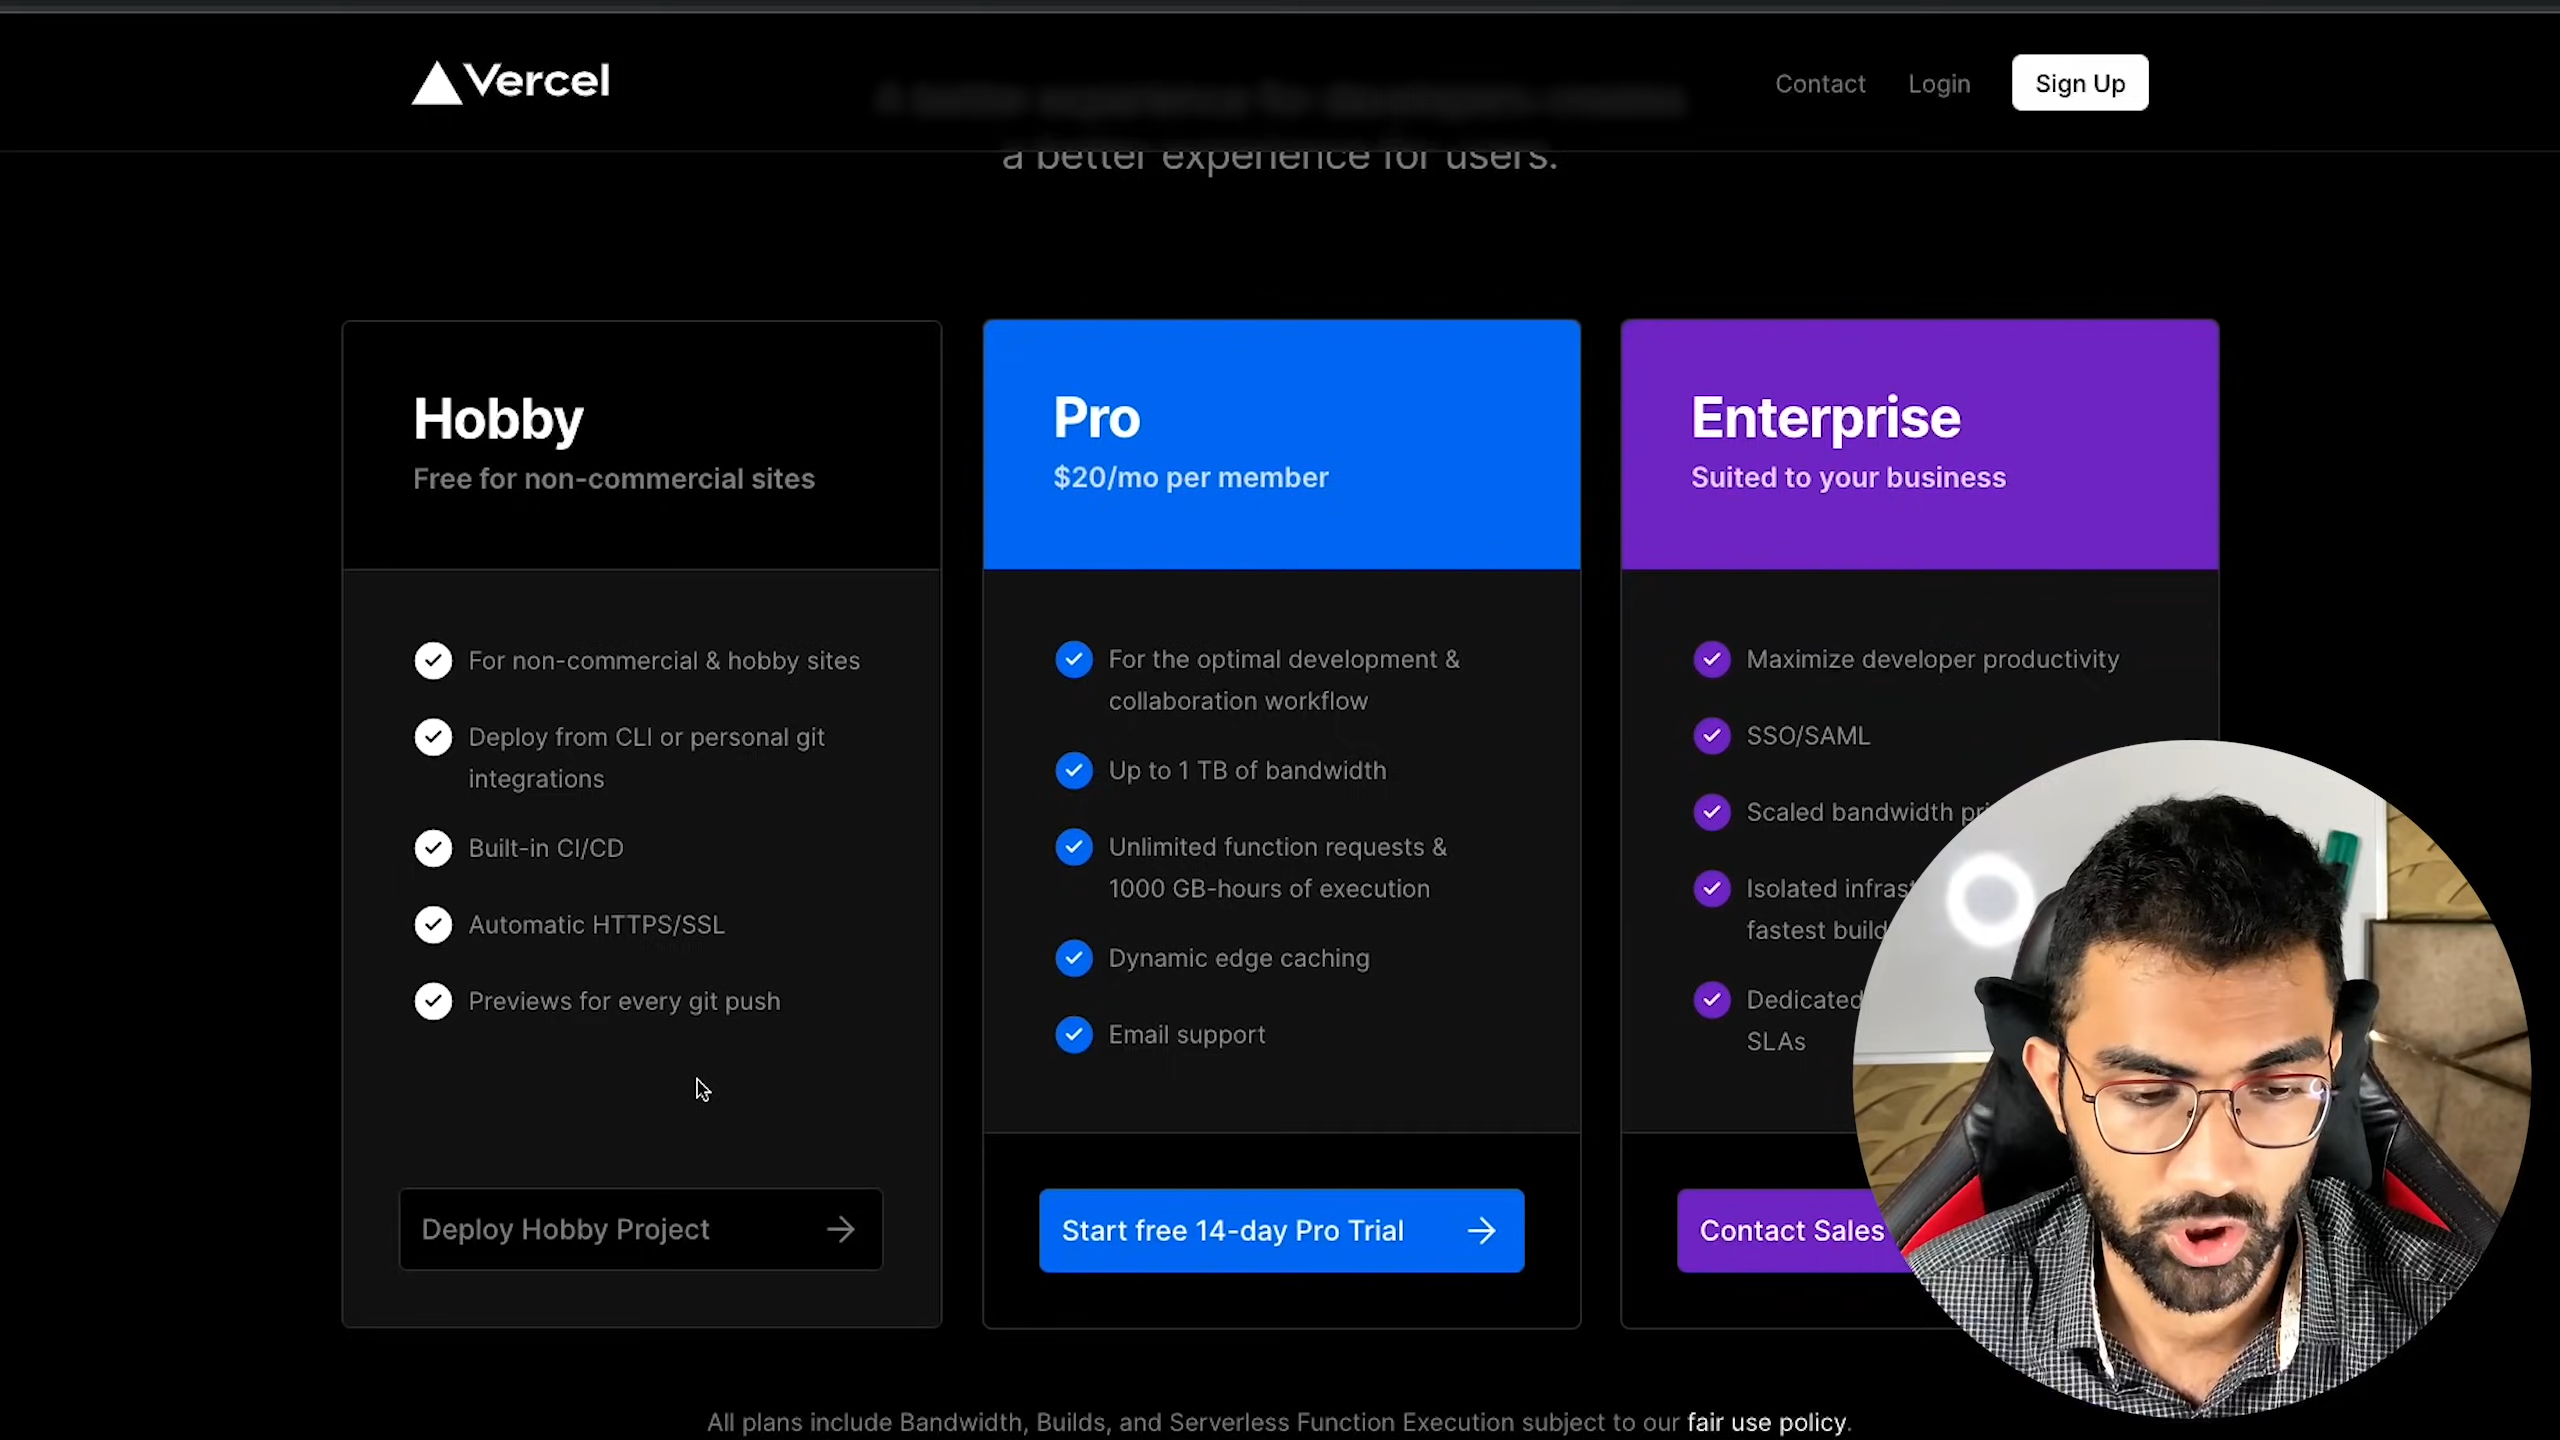 Vercel
Contact
Login
Sign Up
A better experience for developers creates
a better experience for users.
Hobby
Free for non-commercial sites
For non-commercial & hobby sites
Deploy from CLI or personal git
integrations
Built-in CI/CD
Automatic HTTPS/SSL
Previews for every git push
Deploy Hobby Project
Pro
$20/mo per member
For the optimal development &
collaboration workflow
Up to 1 TB of bandwidth
Unlimited function requests &
1000 GB-hours of execution
Dynamic edge caching
Email support
Start free 14-day Pro Trial
Enterprise
Suited to your business
Maximize developer productivity
SSO/SAML
Scaled bandwidth
Isolated
fastest
Dedicated
SLAs
Contact Sales
All plans include Bandwidth, Builds, and Serverless Function Execution subject to our fair use policy.